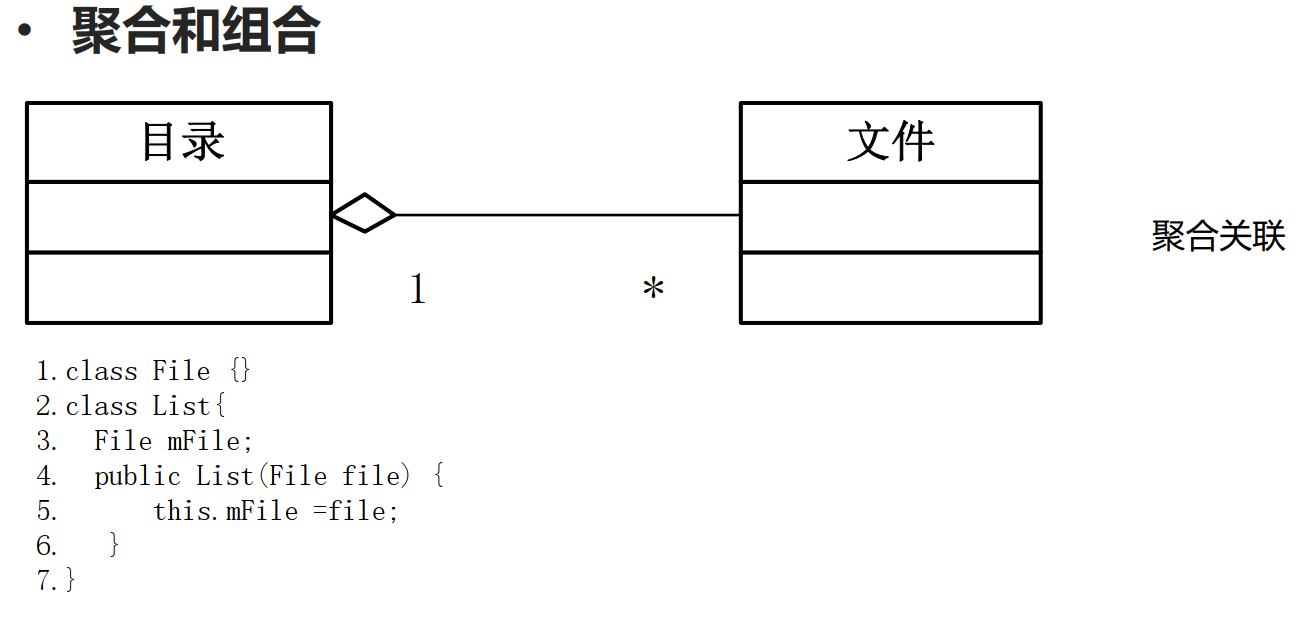 • 聚合和组合
目录
文件
聚合关联
1
*
1.class File {}
2.class List{
3.  File mFile;
4.  public List(File file) {
5.      this.mFile =file;
6.   }
7.}